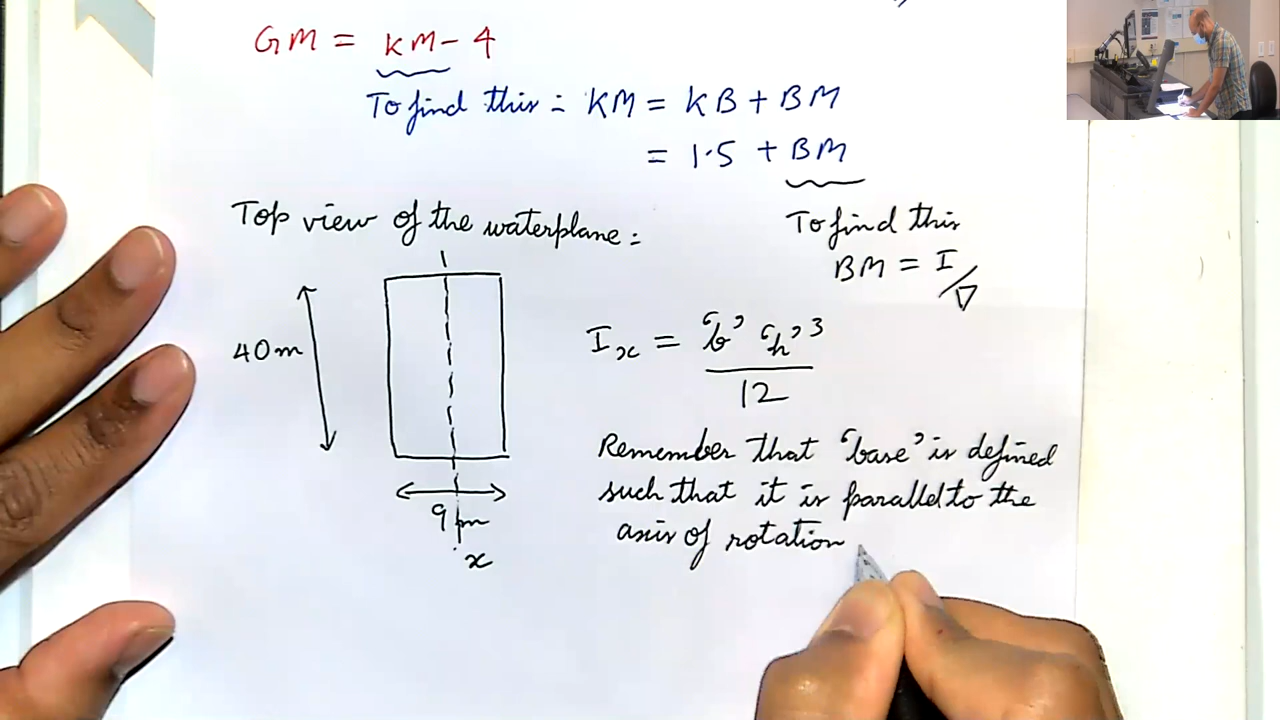 GM = KM - 4
To find this = KM = KB + BM
= 1.5 + BM
Top view of the waterplane =
To find this
BM = I/∇
40m
9m
x
Ix = 'b' 'h'³
12
Remember that 'base' is defined
such that it is parallel to the
axis of rotation